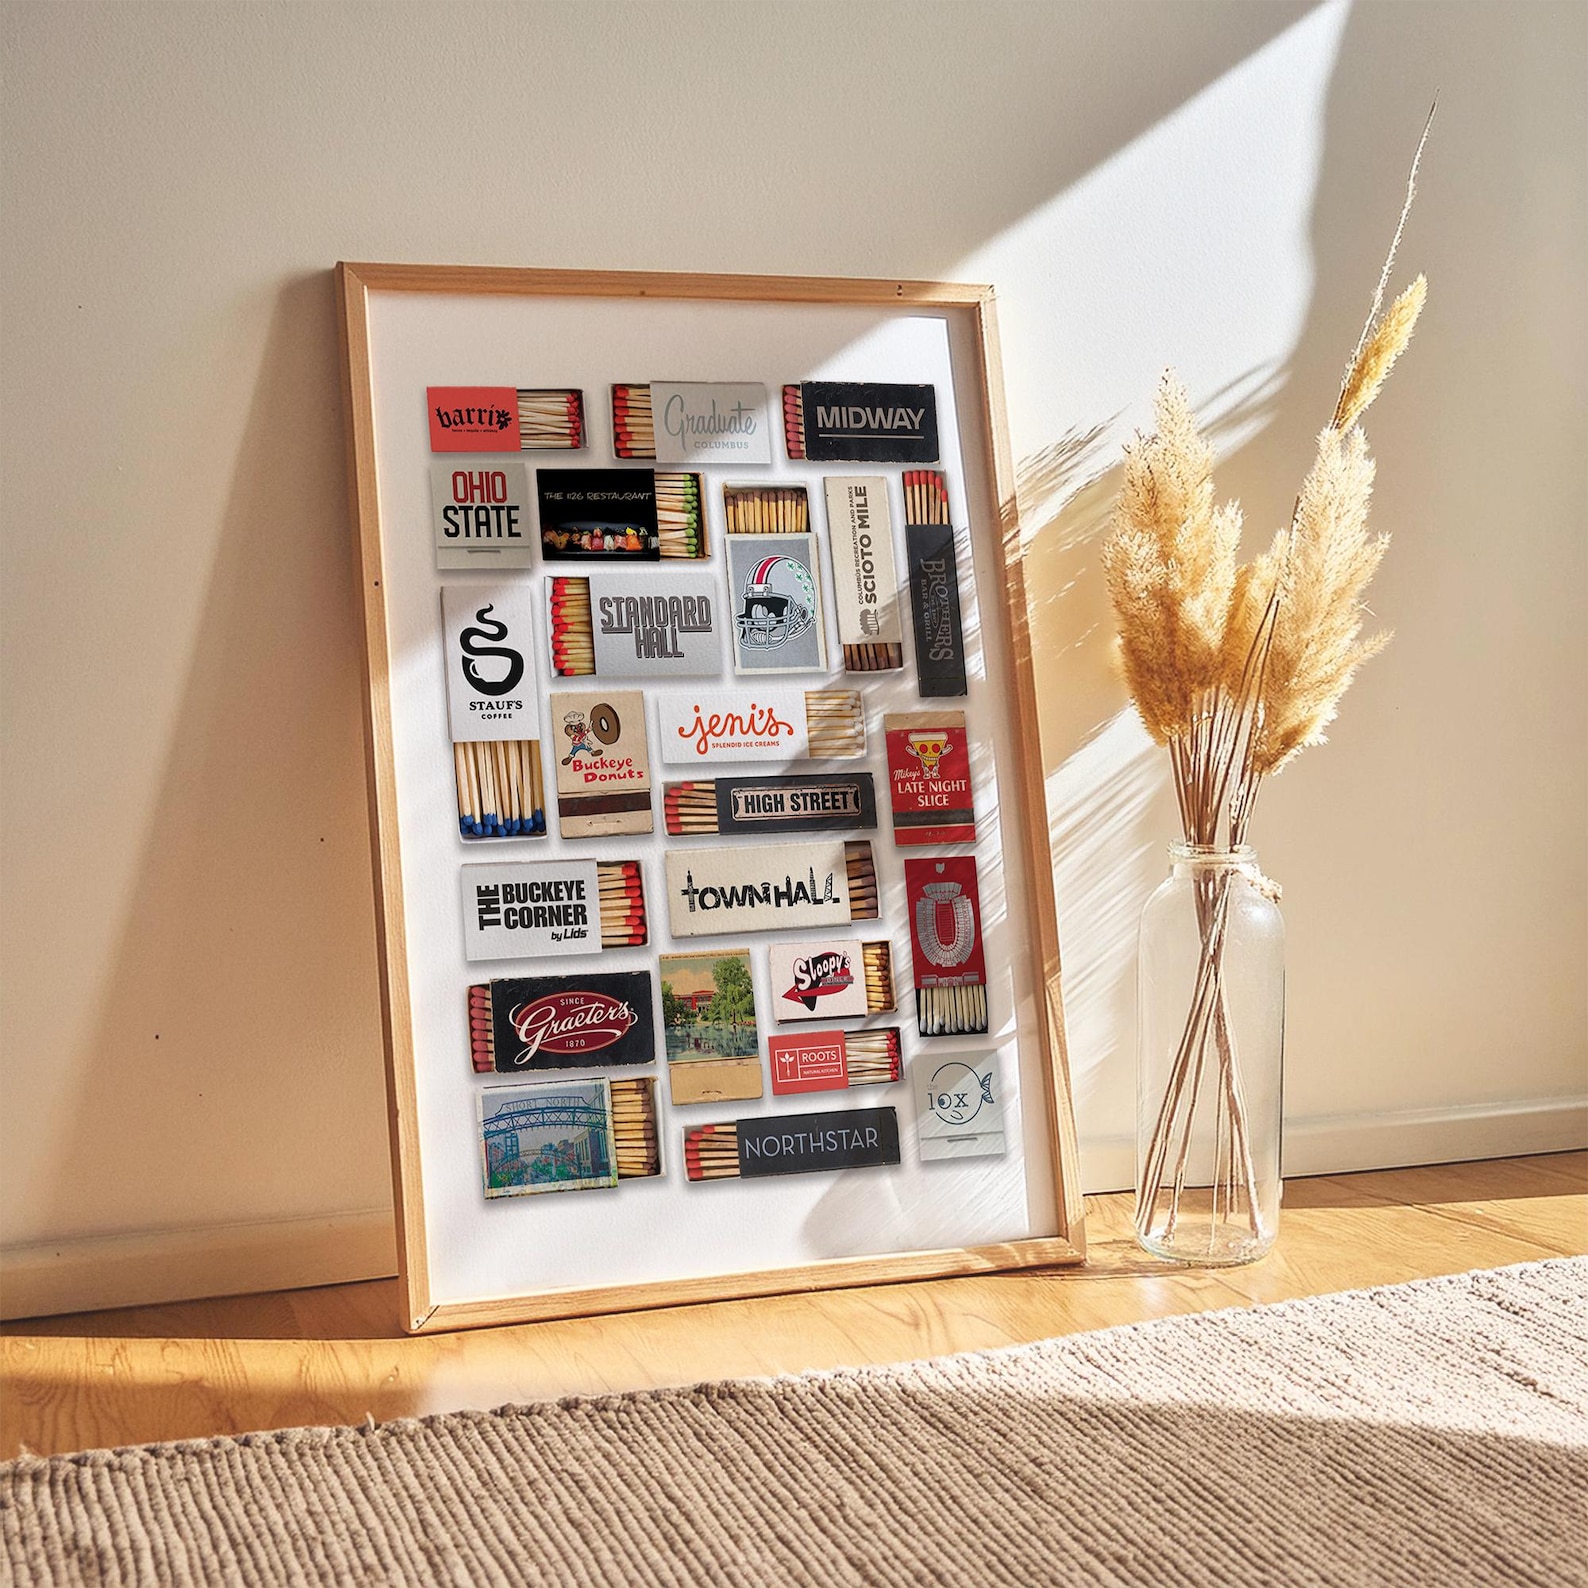 barrio
Graduate
COLUMBUS
MIDWAY
OHIO
STATE
THE 1126 RESTAURANT
COLUMBUS RECREATION AND PARKS
SCIOTO MILE
BROTHERS
BAR & GRILL
STANDARD
HALL
STAUF'S
COFFEE
Buckeye
Donuts
jeni's
SPLENDID ICE CREAMS
Mikey's
LATE NIGHT
SLICE
HIGH STREET
THE
BUCKEYE
CORNER
by Lids
TOWNHALL
Sloopy's
SINCE
Graeter's
1870
ROOTS
NATURAL KITCHEN
the
lox
SHORT NORTH
NORTHSTAR